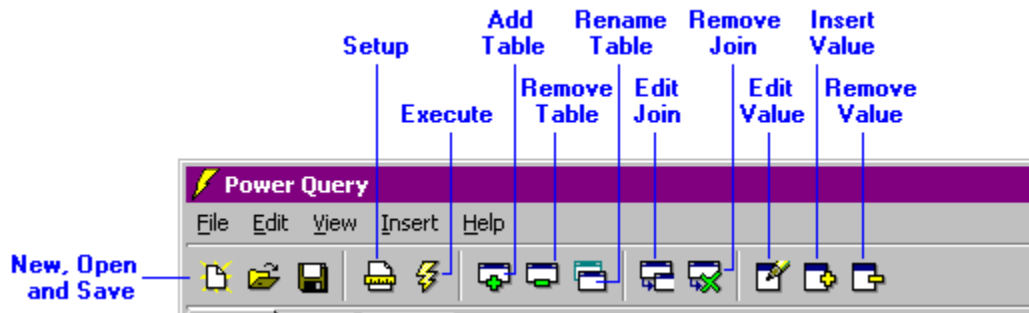 Add Rename Remove Insert
Setup Table Table Join Value
Remove Edit Edit Remove
Execute Table Join Value Value
Power Query
File Edit View Insert Help
New, Open
and Save